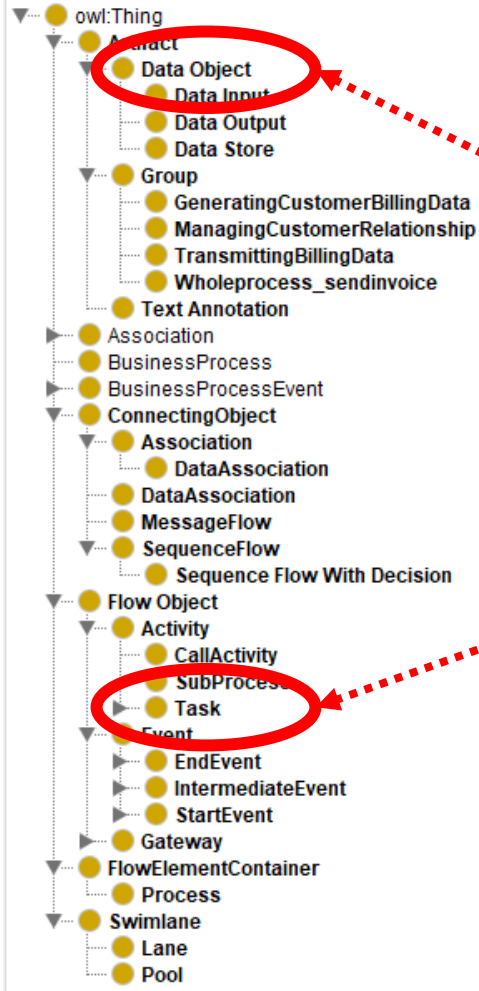 owl:Thing
Artifact
Data Object
Data Input
Data Output
Data Store
Group
GeneratingCustomerBillingData
ManagingCustomerRelationship
TransmittingBillingData
Wholeprocess_sendinvoice
Text Annotation
Association
BusinessProcess
BusinessProcessEvent
ConnectingObject
Association
DataAssociation
DataAssociation
MessageFlow
SequenceFlow
Sequence Flow With Decision
Flow Object
Activity
CallActivity
SubProcess
Task
Event
EndEvent
IntermediateEvent
StartEvent
Gateway
FlowElementContainer
Process
Swimlane
Lane
Pool